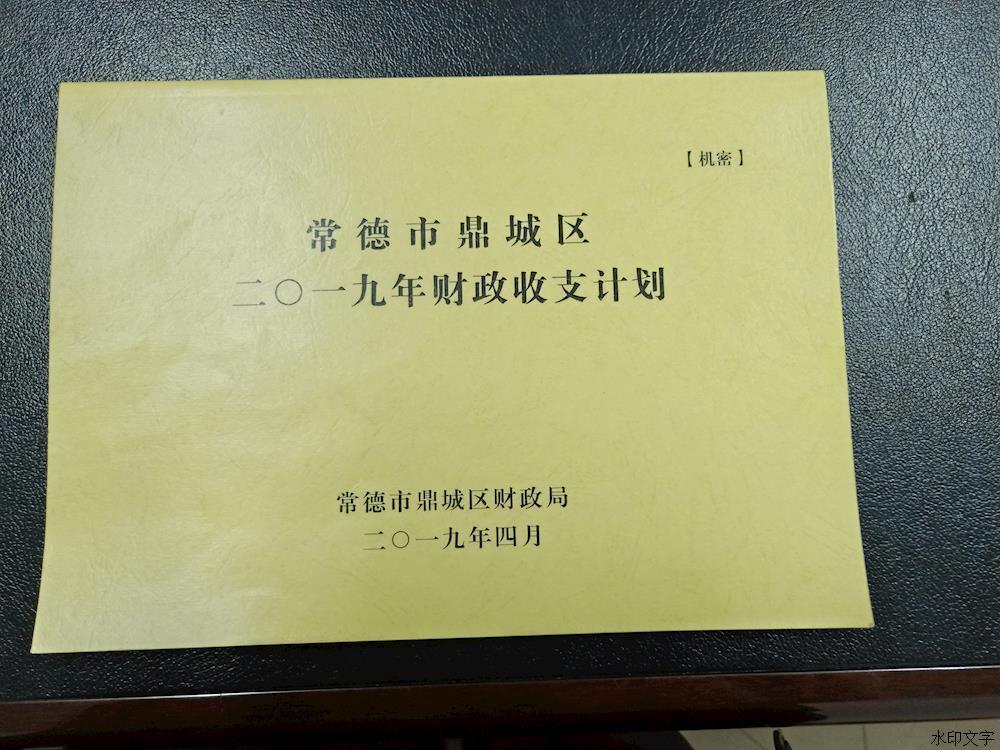 【机密】
常德市鼎城区
二〇一九年财政收支计划
常德市鼎城区财政局
二〇一九年四月
水印文字